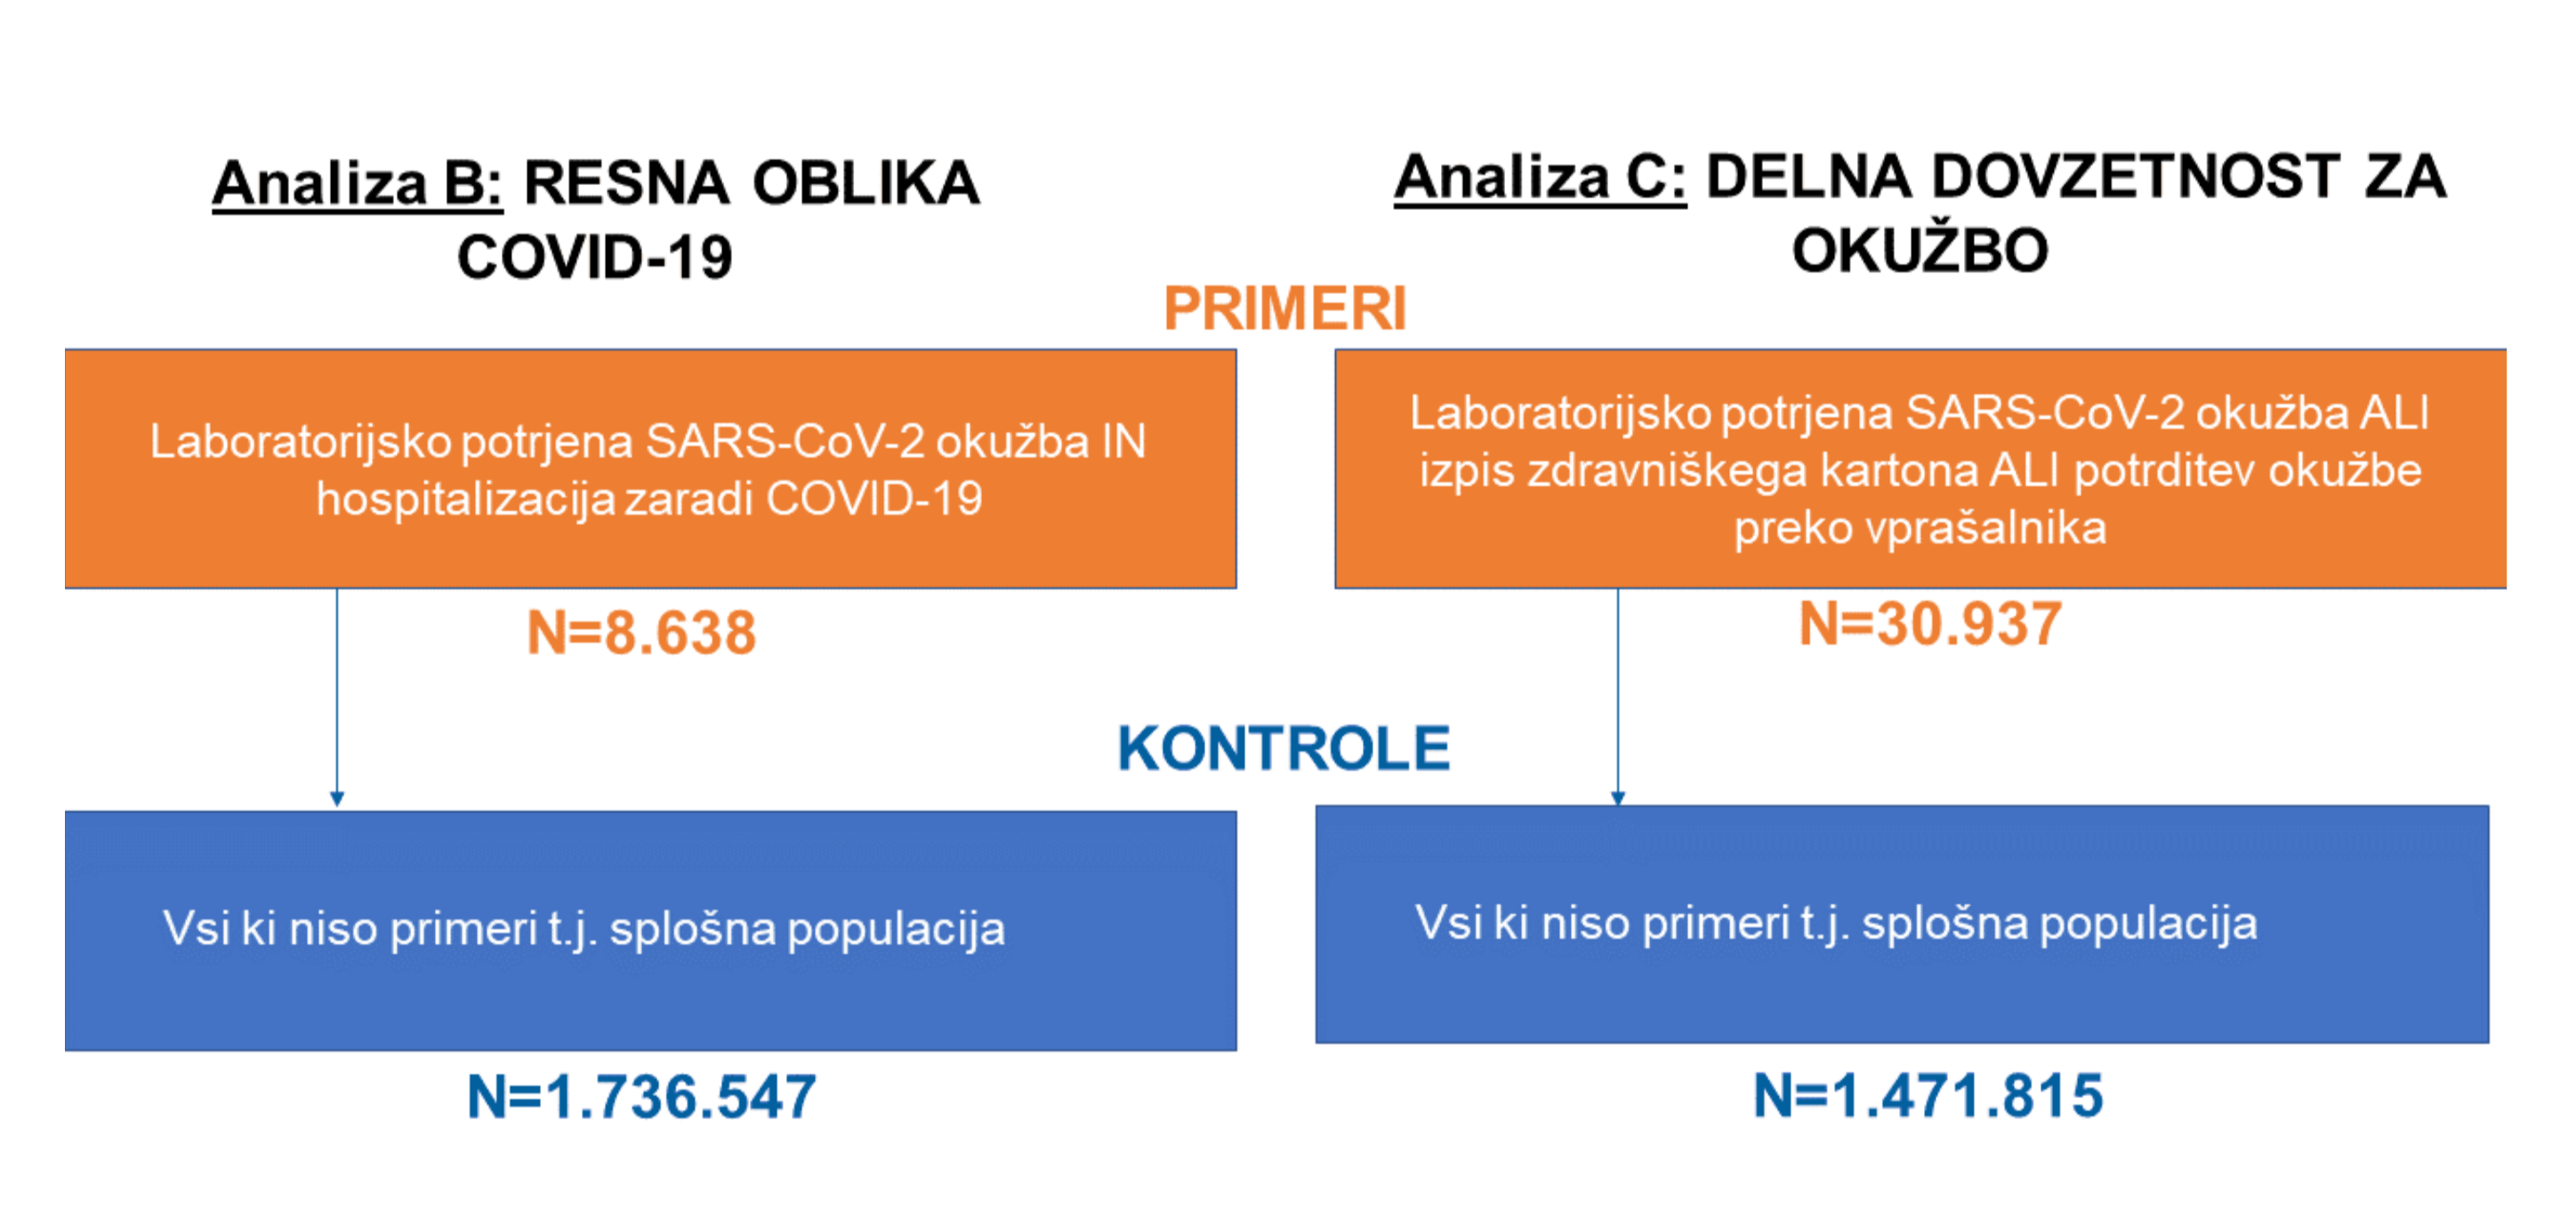 Analiza B: RESNA OBLIKA
COVID-19
Analiza C: DELNA DOVZETNOST ZA
OKUŽBO
PRIMERI
Laboratorijsko potrjena SARS-CoV-2 okužba IN
hospitalizacija zaradi COVID-19
Laboratorijsko potrjena SARS-CoV-2 okužba ALI
izpis zdravniškega kartona ALI potrditev okužbe
preko vprašalnika
N=8.638
N=30.937
KONTROLE
Vsi ki niso primeri t.j. splošna populacija
Vsi ki niso primeri t.j. splošna populacija
N=1.736.547
N=1.471.815